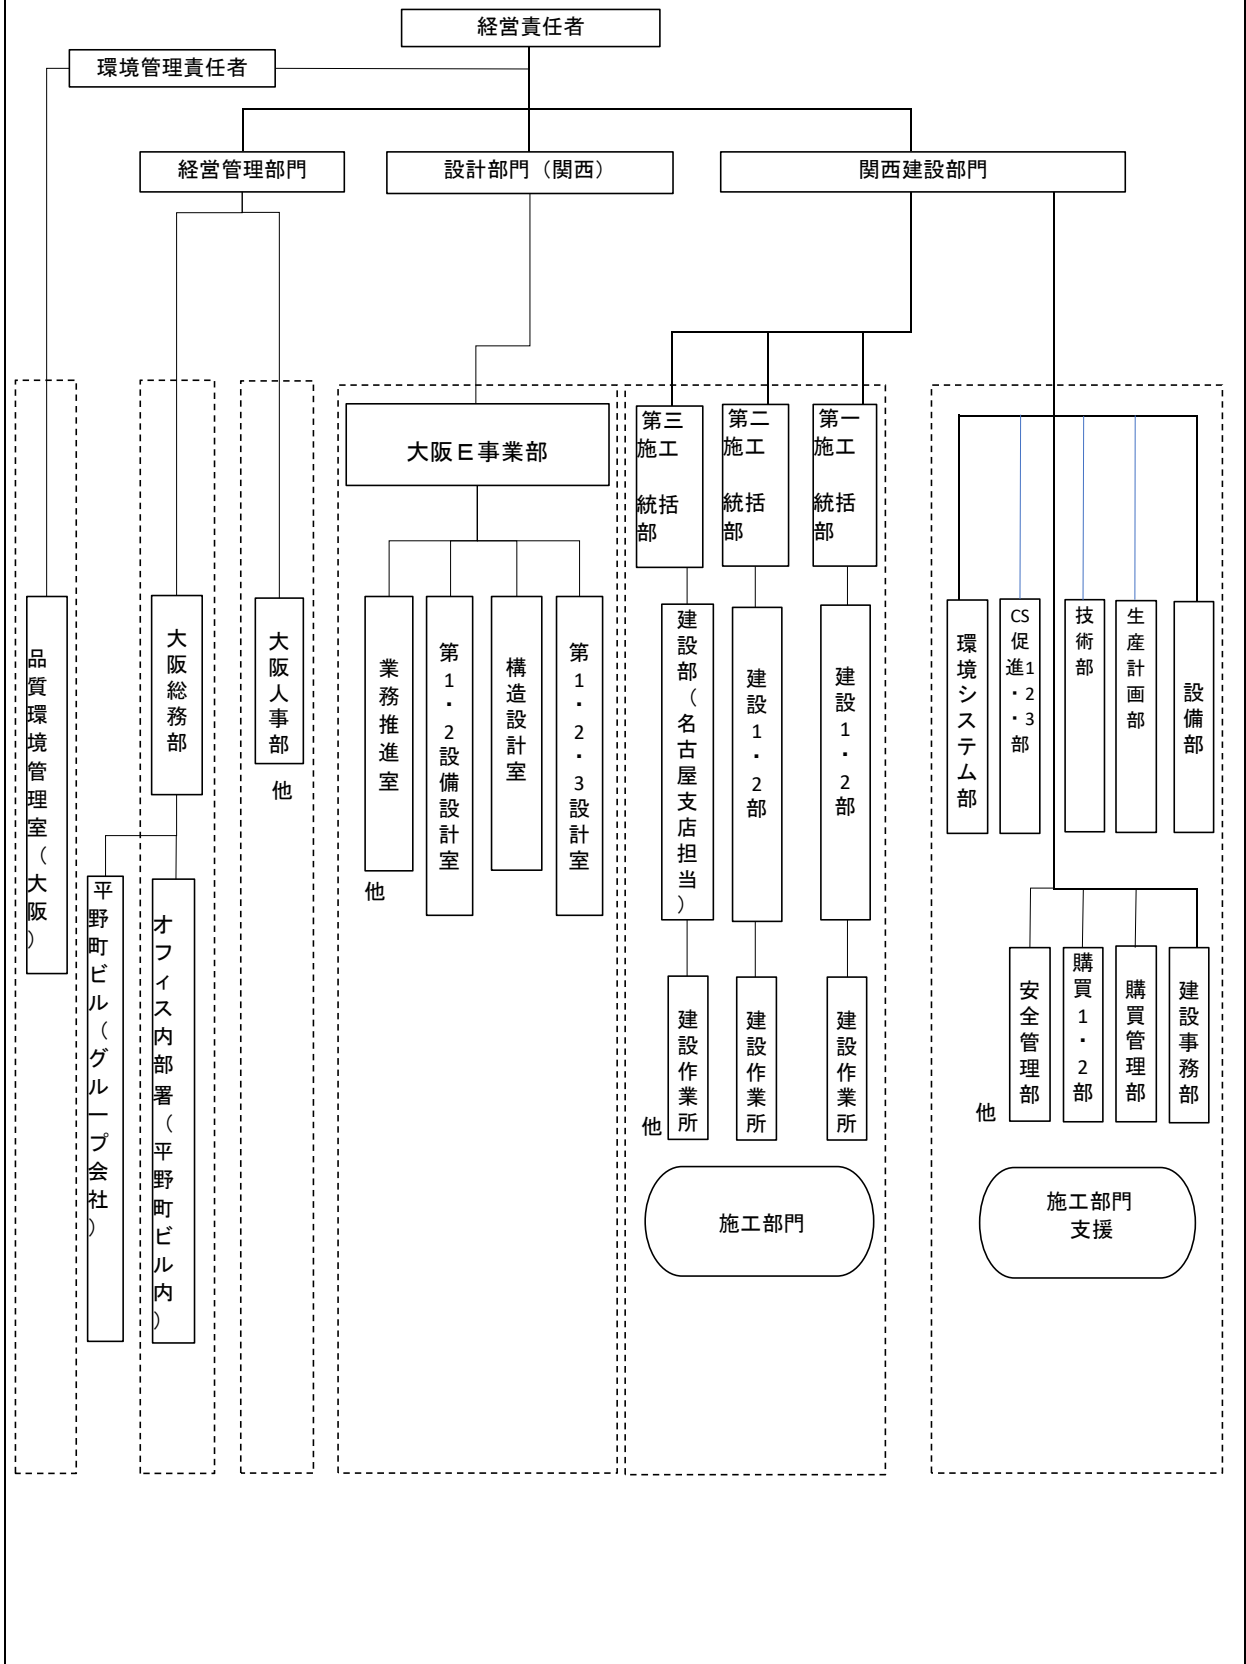 経営責任者
環境管理責任者
経営管理部門
設計部門（関西）
関西建設部門
大阪Ｅ事業部
第三
施工
統括
部
第二
施工
統括
部
第一
施工
統括
部
品質環境管理室（大阪）
大阪総務部
大阪人事部
他
平野町ビル（グループ会社）
オフィス内部署（平野町ビル内）
業務推進室
他
第１・２設備設計室
構造設計室
第１・２・３設計室
建設部（名古屋支店担当）
建設１・２部
建設１・２部
建設作業所
建設作業所
建設作業所
他
施工部門
環境システム部
CS促進1・2・3部
技術部
生産計画部
設備部
安全管理部
購買１・２部
購買管理部
建設事務部
他
施工部門
支援